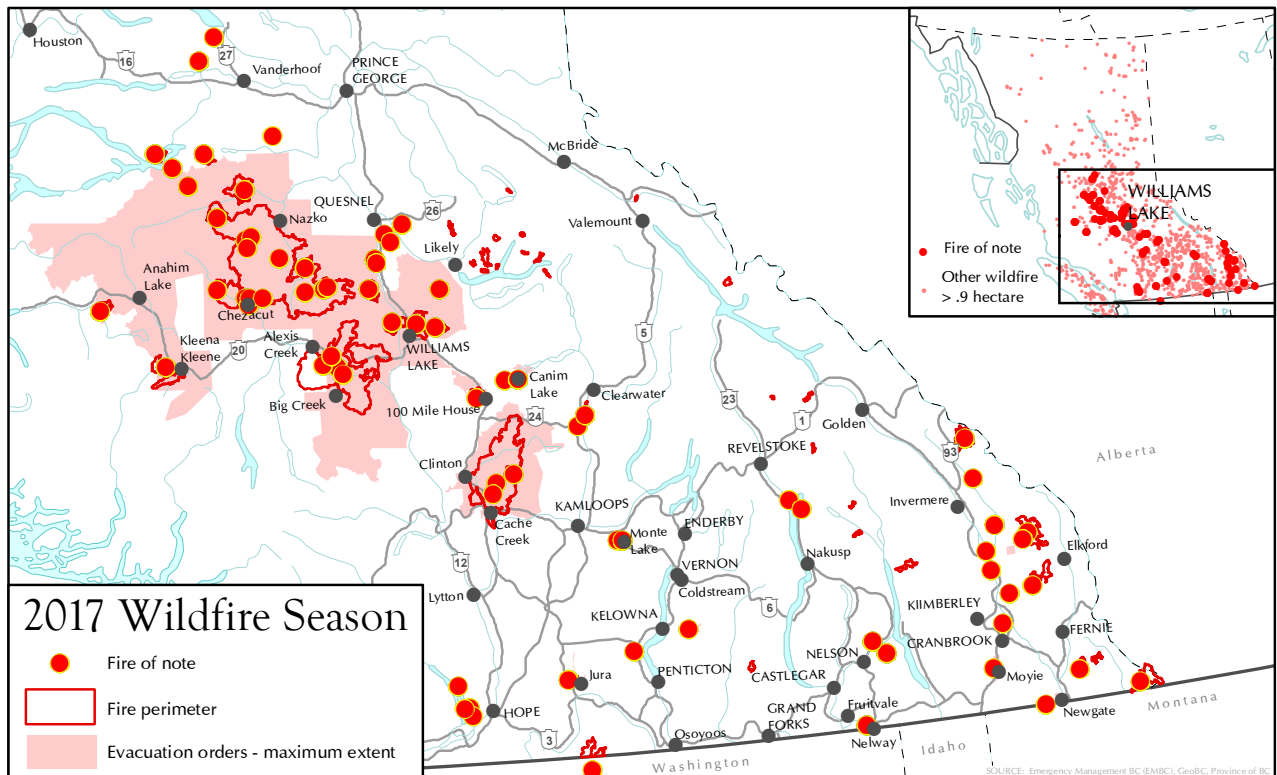 Houston
16
27
Vanderhoof
PRINCE
GEORGE
McBride
Valemount
QUESNEL
26
Nazko
Likely
Anahim
Lake
Chezacut
Kleena
Kleene
20
Alexis
Creek
WILLIAMS
LAKE
Big Creek
5
Canim
Lake
100 Mile House
24
Clearwater
23
1
Golden
REVELSTOKE
93
Alberta
Clinton
Invermere
KAMLOOPS
Cache
Creek
Monte
Lake
ENDERBY
12
VERNON
Coldstream
Nakusp
Elkford
Lytton
6
KELOWNA
KIIMBERLEY
CRANBROOK
FERNIE
NELSON
CASTLEGAR
Moyie
Jura
PENTICTON
HOPE
GRAND
FORKS
Fruitvale
Newgate
Montana
3
Osoyoos
Nelway
Idaho
Washington
WILLIAMS
LAKE
Fire of note
Other wildfire
> .9 hectare
2017 Wildfire Season
Fire of note
Fire perimeter
Evacuation orders - maximum extent
SOURCE: Emergency Management BC (EMBC), GeoBC, Province of BC